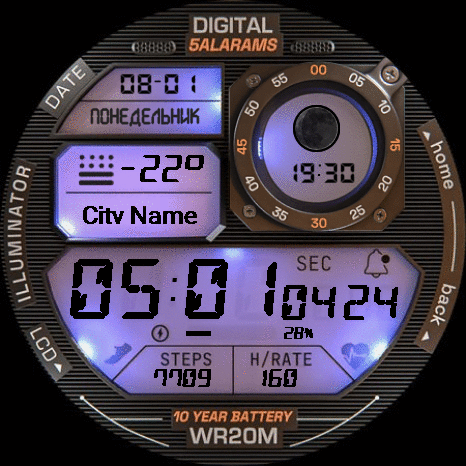 DIGITAL
5ALARAMS
DATE
08-01
ПОНЕДЕЛЬНИК
-22°
City Name
00
05
10
15
20
25
30
35
40
45
50
55
19:30
home
back
ILLUMINATOR
LCD
05:01
SEC
0424
28%
STEPS
7709
H/RATE
160
10 YEAR BATTERY
WR20M